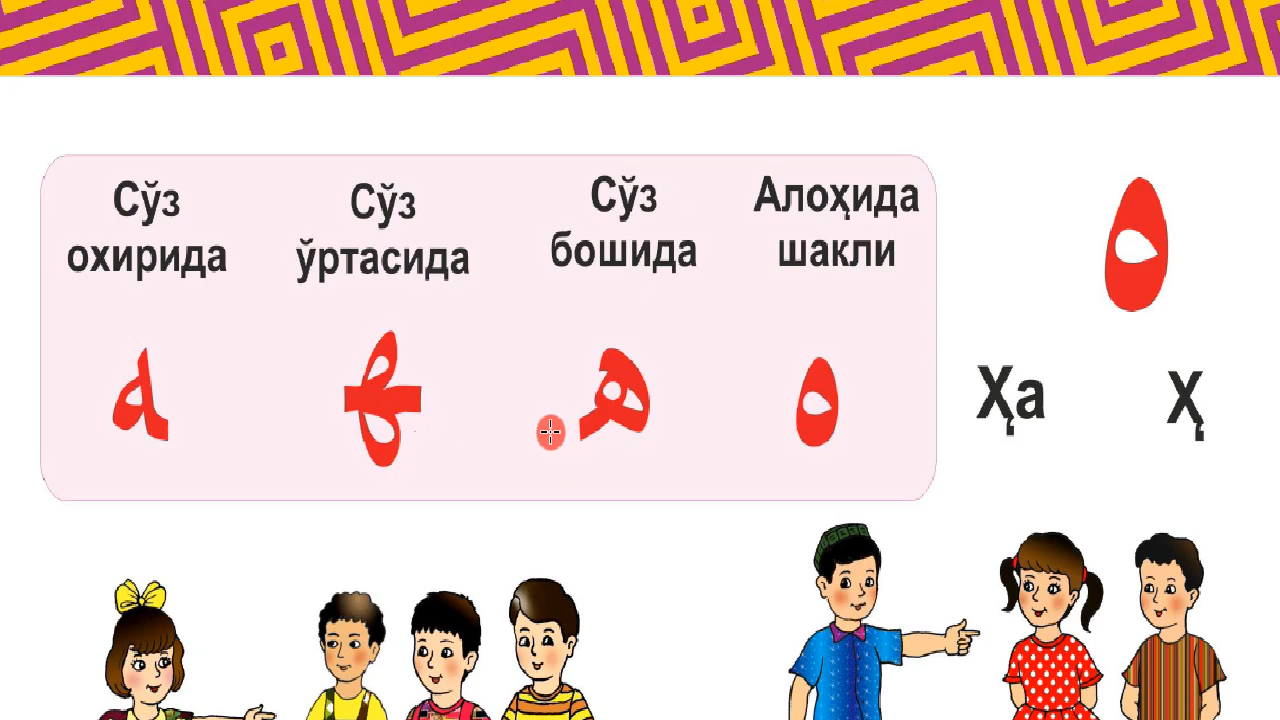 Сўз
охирида
Сўз
ўртасида
Сўз
бошида
Алоҳида
шакли
ـه
ـهـ
هـ
ه
ه
Ҳа
Ҳ